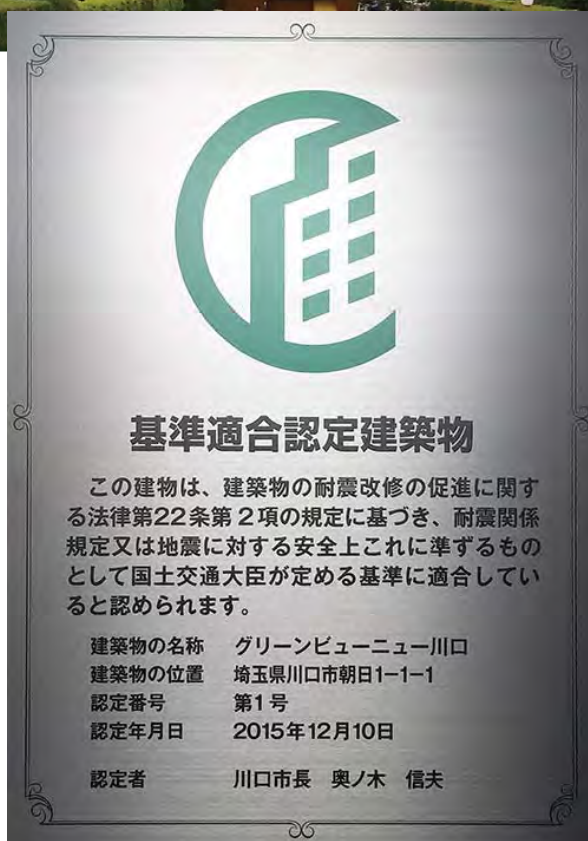 基準適合認定建築物
この建物は、建築物の耐震改修の促進に関す
る法律第22条第2項の規定に基づき、耐震関係
規定又は地震に対する安全上これに準ずるもの
として国土交通大臣が定める基準に適合してい
ると認められます。
建築物の名称 グリーンビューニュー川口
建築物の位置 埼玉県川口市朝日1-1-1
認定番号 第1号
認定年月日 2015年12月10日
認定者 川口市長 奥ノ木 信夫